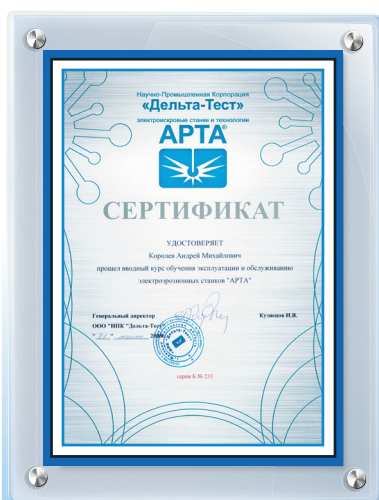 Научно-Промышленная Корпорация
«Дельта-Тест»
электроискровые станки и технологии
АРТА®
СЕРТИФИКАТ
УДОСТОВЕРЯЕТ
Королев Андрей Михайлович
прошел вводный курс обучения эксплуатации и обслуживанию
электроэрозионных станков "АРТА"
Генеральный директор
ООО "НПК "Дельта-Тест" Кузнецов И.В.
" 21 "
серия Б № 233